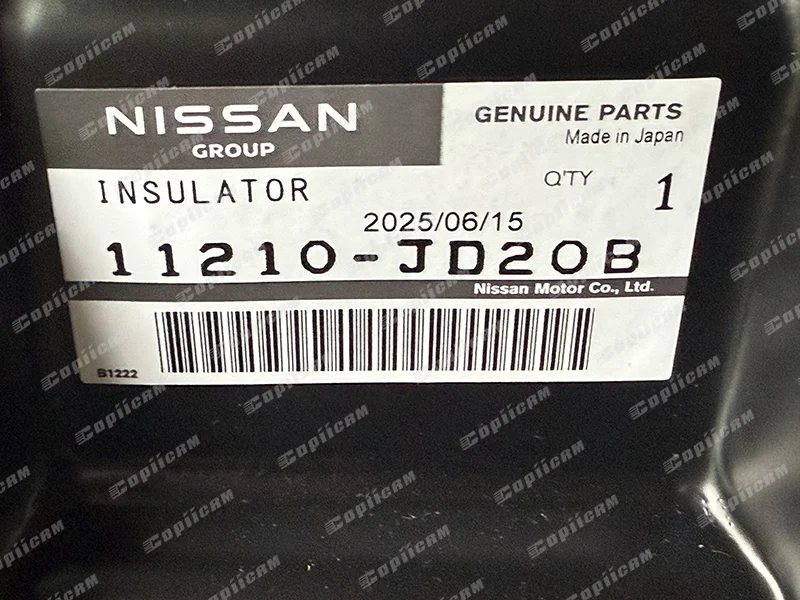 NISSAN
GROUP
GENUINE PARTS
Made in Japan
INSULATOR
Q'TY 1
2025/06/15
11210-JD20B
Nissan Motor Co., Ltd.
B1222
Copiicam